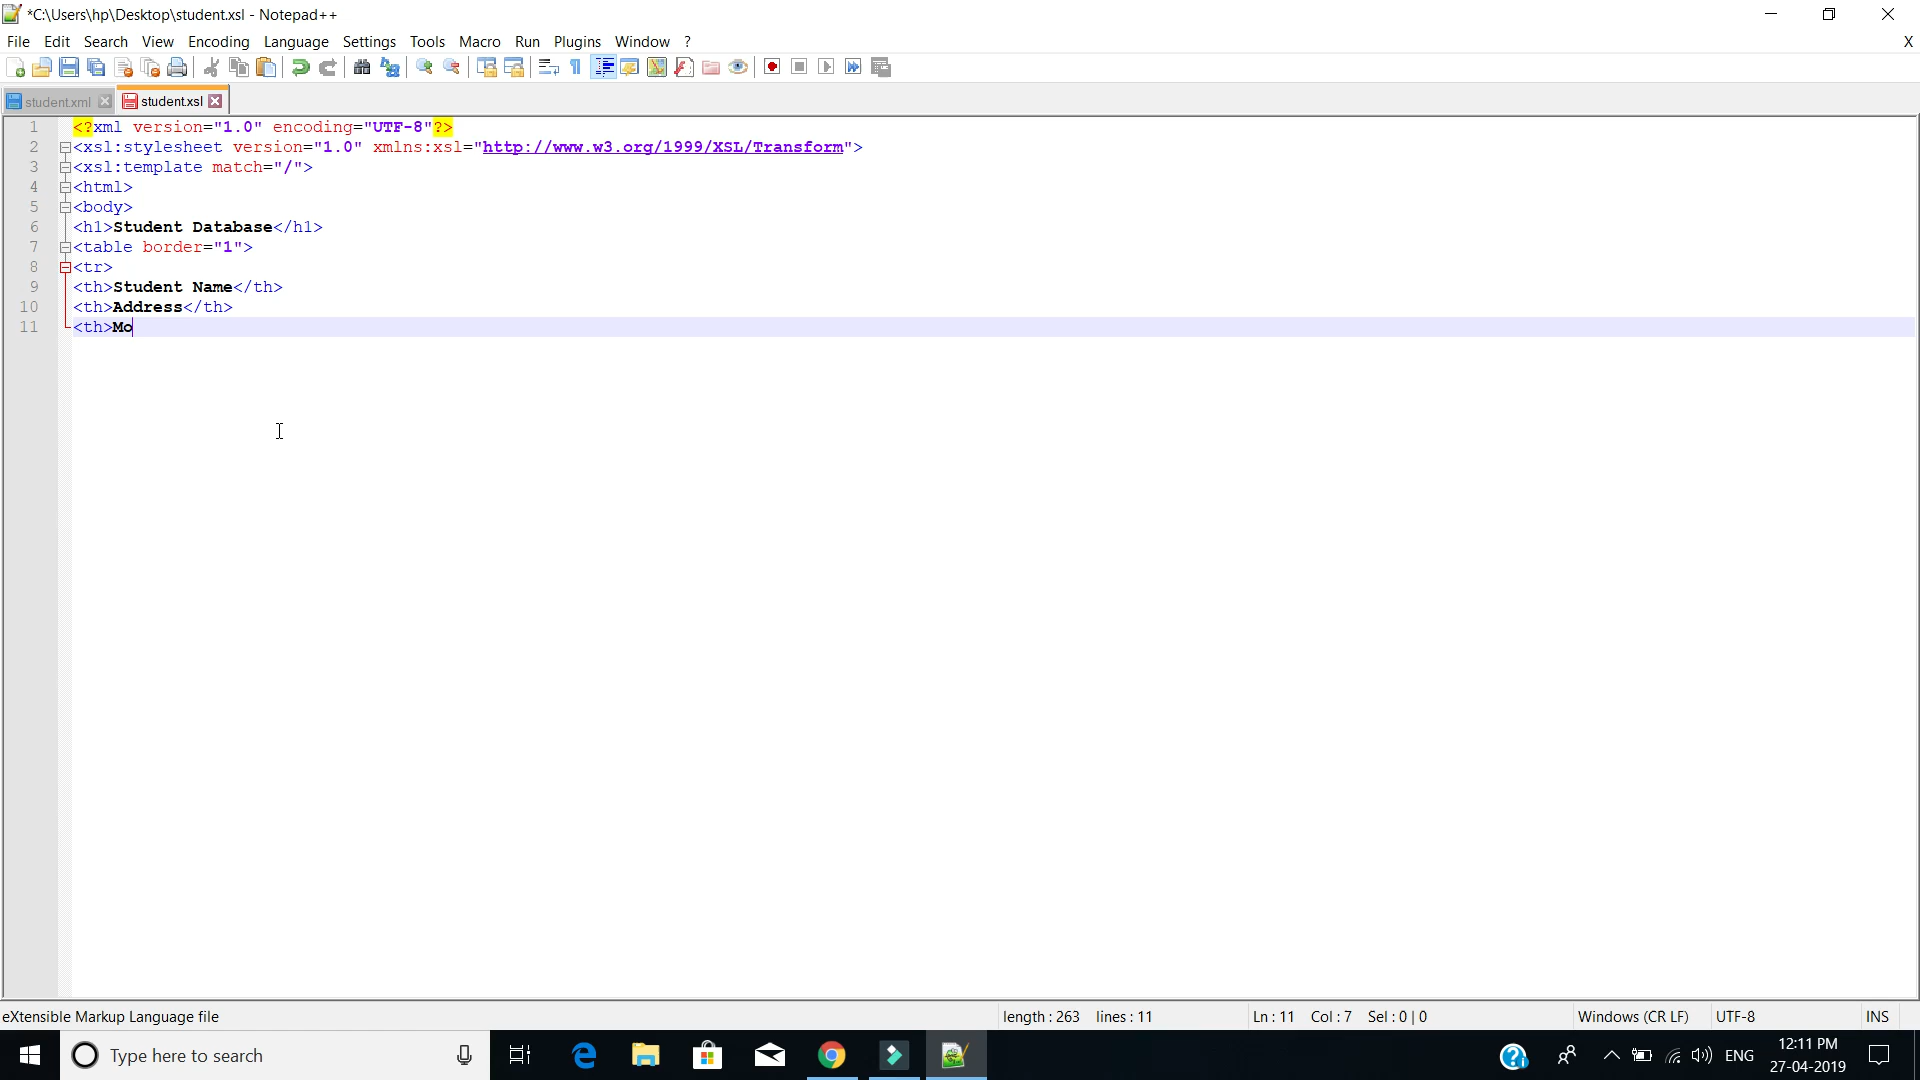 *C:\Users\hp\Desktop\student.xsl - Notepad++
File Edit Search View Encoding Language Settings Tools Macro Run Plugins Window ? X
student.xml student.xsl
1 <?xml version="1.0" encoding="UTF-8"?>
2 <xsl:stylesheet version="1.0" xmlns:xsl="http://www.w3.org/1999/XSL/Transform">
3 <xsl:template match="/">
4 <html>
5 <body>
6 <h1>Student Database</h1>
7 <table border="1">
8 <tr>
9 <th>Student Name</th>
10 <th>Address</th>
11 <th>Mo
eXtensible Markup Language file length : 263 lines : 11 Ln : 11 Col : 7 Sel : 0 | 0 Windows (CR LF) UTF-8 INS
Type here to search ENG 12:11 PM
27-04-2019